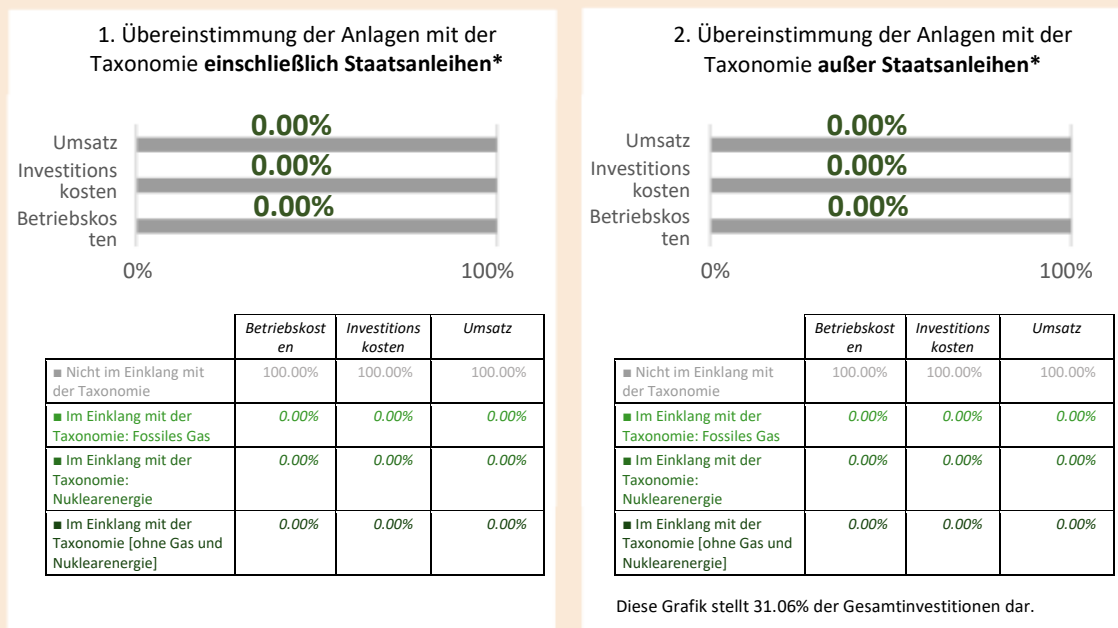 1. Übereinstimmung der Anlagen mit der
Taxonomie einschließlich Staatsanleihen*
0.00%
Umsatz
0.00%
Investitions
kosten
0.00%
Betriebskos
ten
0%
100%
Betriebskost
en
Investitions
kosten
Umsatz
■ Nicht im Einklang mit
der Taxonomie
100.00%
100.00%
100.00%
■ Im Einklang mit der
Taxonomie: Fossiles Gas
0.00%
0.00%
0.00%
■ Im Einklang mit der
Taxonomie:
Nuklearenergie
0.00%
0.00%
0.00%
■ Im Einklang mit der
Taxonomie [ohne Gas und
Nuklearenergie]
0.00%
0.00%
0.00%
2. Übereinstimmung der Anlagen mit der
Taxonomie außer Staatsanleihen*
0.00%
Umsatz
0.00%
Investitions
kosten
0.00%
Betriebskos
ten
0%
100%
Betriebskost
en
Investitions
kosten
Umsatz
■ Nicht im Einklang mit
der Taxonomie
100.00%
100.00%
100.00%
■ Im Einklang mit der
Taxonomie: Fossiles Gas
0.00%
0.00%
0.00%
■ Im Einklang mit der
Taxonomie:
Nuklearenergie
0.00%
0.00%
0.00%
■ Im Einklang mit der
Taxonomie [ohne Gas und
Nuklearenergie]
0.00%
0.00%
0.00%
Diese Grafik stellt 31.06% der Gesamtinvestitionen dar.